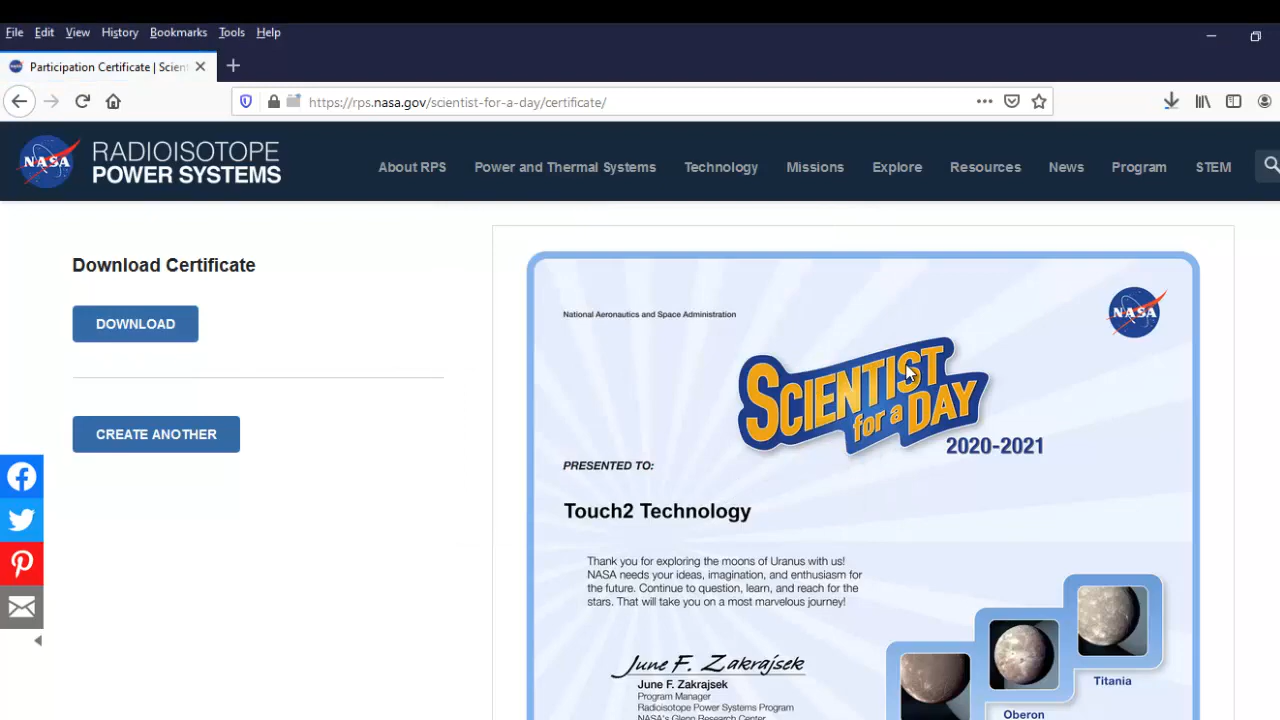 File Edit View History Bookmarks Tools Help
Participation Certificate | Scient
https://rps.nasa.gov/scientist-for-a-day/certificate/
NASA
RADIOISOTOPE
POWER SYSTEMS
About RPS Power and Thermal Systems Technology Missions Explore Resources News Program STEM
Download Certificate
DOWNLOAD
CREATE ANOTHER
National Aeronautics and Space Administration
NASA
SCIENTIST
for a DAY
2020-2021
PRESENTED TO:
Touch2 Technology
Thank you for exploring the moons of Uranus with us!
NASA needs your ideas, imagination, and enthusiasm for
the future. Continue to question, learn, and reach for the
stars. That will take you on a most marvelous journey!
June F. Zakrajsek
June F. Zakrajsek
Program Manager
Radioisotope Power Systems Program
NASA's Glenn Research Center
Titania
Oberon